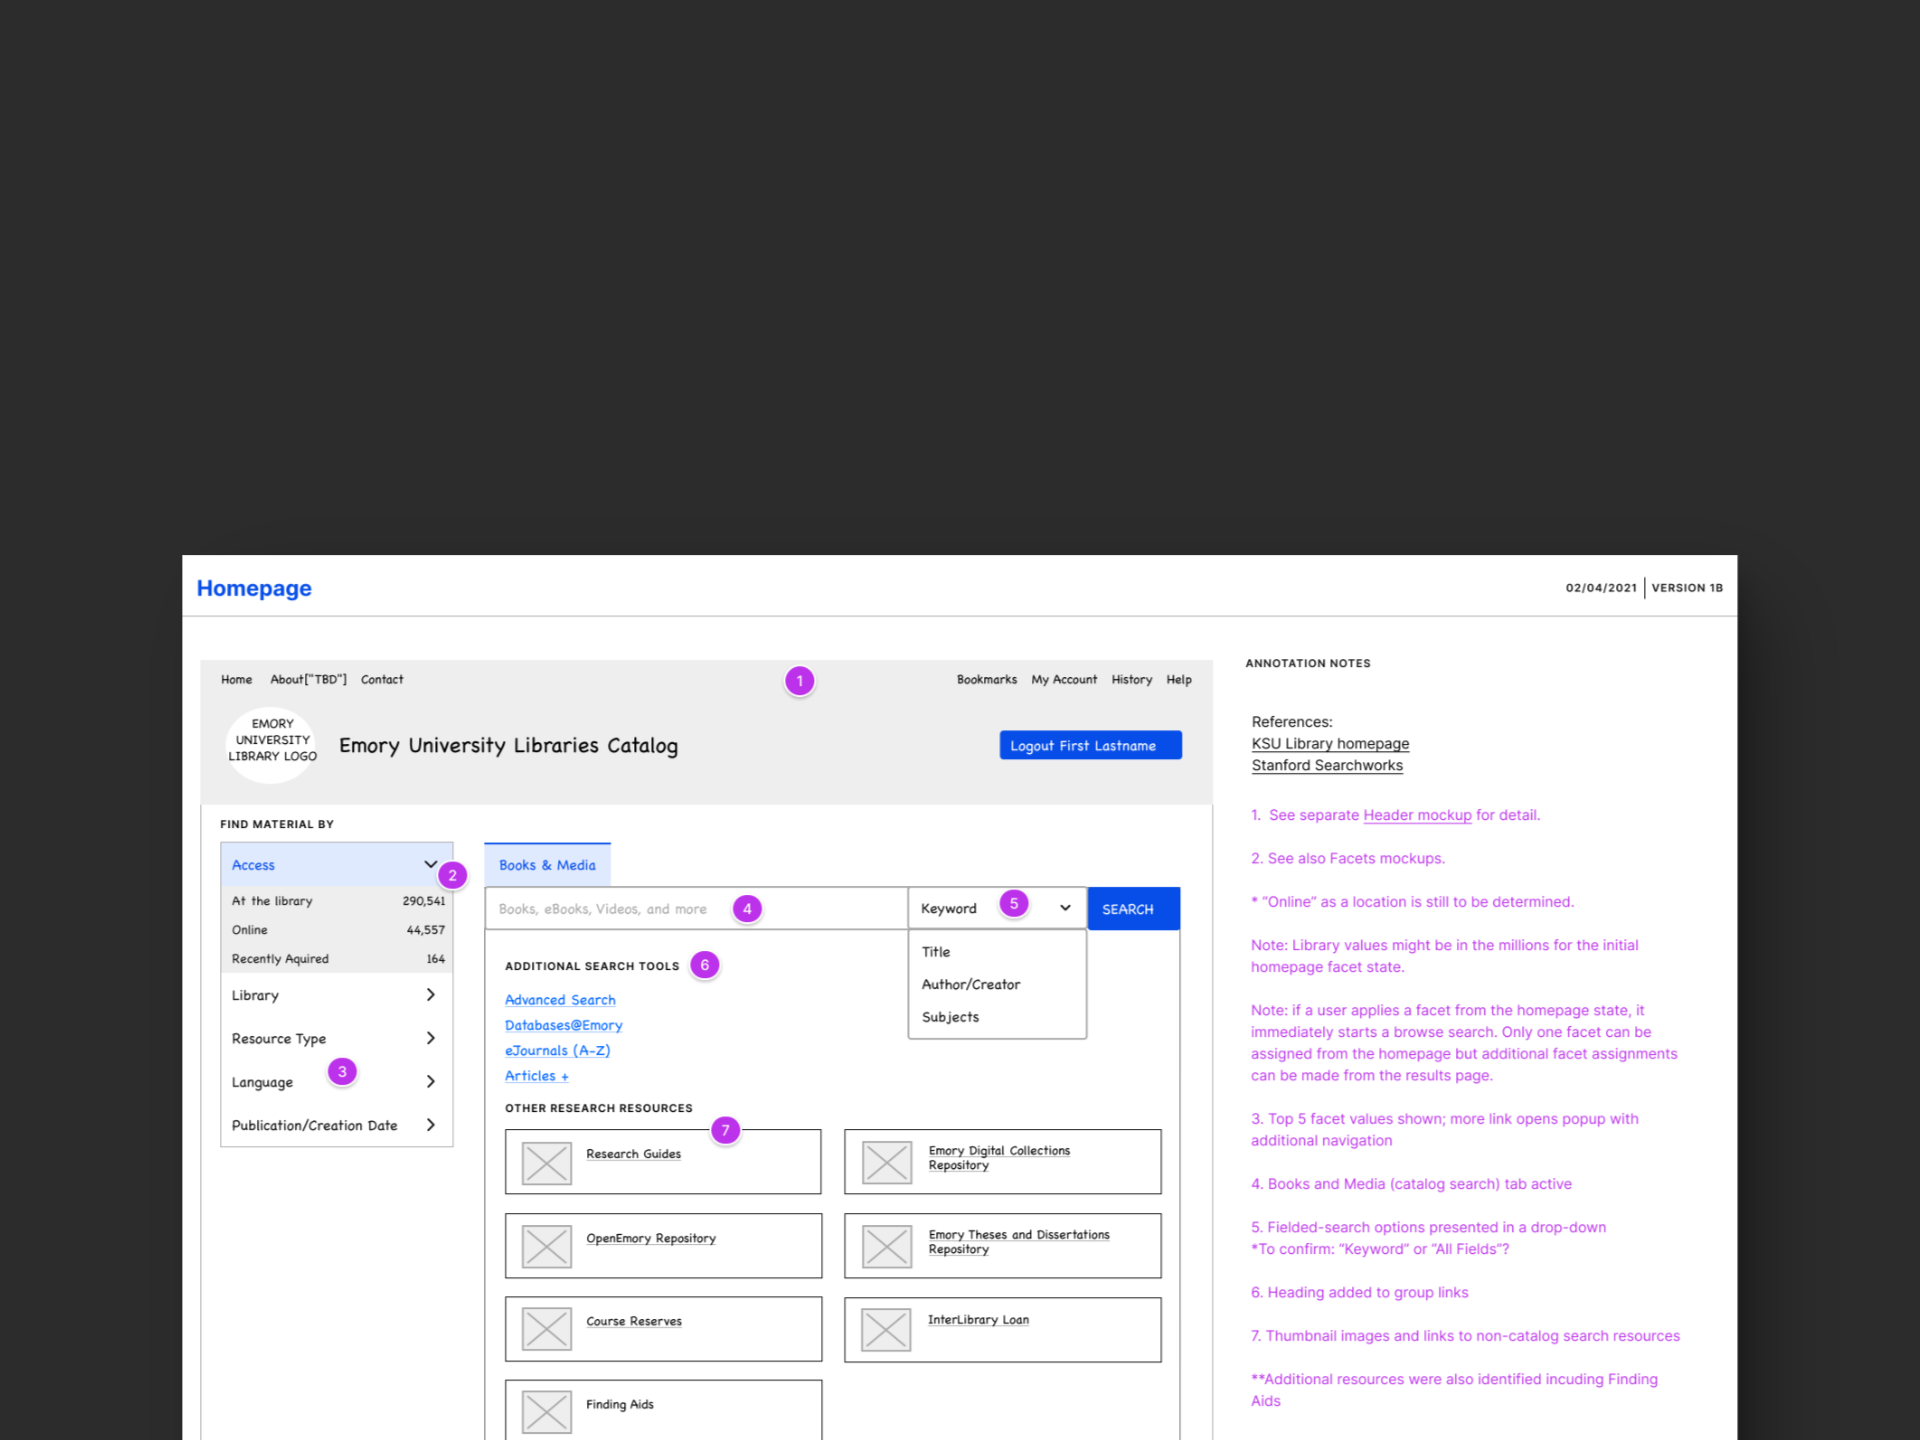 Homepage
02/04/2021 VERSION 1B
Home About["TBD"] Contact
1
Bookmarks My Account History Help
EMORY
UNIVERSITY
LIBRARY LOGO
Emory University Libraries Catalog
Logout First Lastname
FIND MATERIAL BY
Access
2
At the library 290,541
Online 44,557
Recently Aquired 164
Library
Resource Type
Language
3
Publication/Creation Date
Books & Media
Books, eBooks, Videos, and more
4
Keyword
5
SEARCH
Title
Author/Creator
Subjects
ADDITIONAL SEARCH TOOLS
6
Advanced Search
Databases@Emory
eJournals (A-Z)
Articles +
OTHER RESEARCH RESOURCES
7
Research Guides
Emory Digital Collections
Repository
OpenEmory Repository
Emory Theses and Dissertations
Repository
Course Reserves
InterLibrary Loan
Finding Aids
ANNOTATION NOTES
References:
KSU Library homepage
Stanford Searchworks
1. See separate Header mockup for detail.
2. See also Facets mockups.
* “Online” as a location is still to be determined.
Note: Library values might be in the millions for the initial
homepage facet state.
Note: if a user applies a facet from the homepage state, it
immediately starts a browse search. Only one facet can be
assigned from the homepage but additional facet assignments
can be made from the results page.
3. Top 5 facet values shown; more link opens popup with
additional navigation
4. Books and Media (catalog search) tab active
5. Fielded-search options presented in a drop-down
*To confirm: “Keyword” or “All Fields”?
6. Heading added to group links
7. Thumbnail images and links to non-catalog search resources
**Additional resources were also identified incuding Finding
Aids